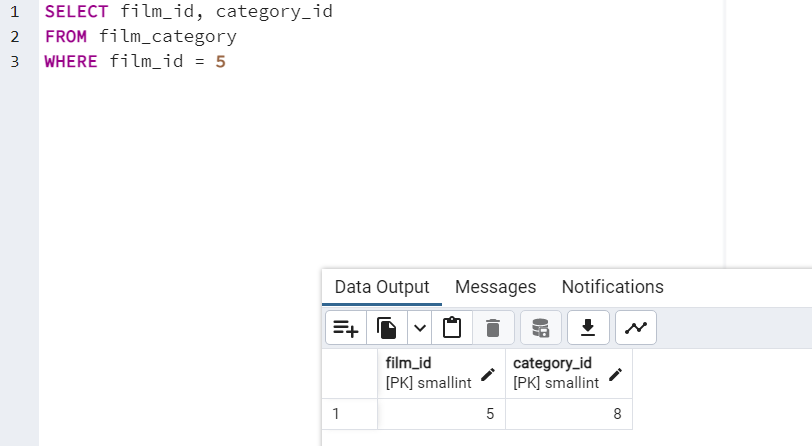 1 SELECT film_id, category_id
2 FROM film_category
3 WHERE film_id = 5
Data Output Messages Notifications
film_id category_id
[PK] smallint [PK] smallint
1 5 8